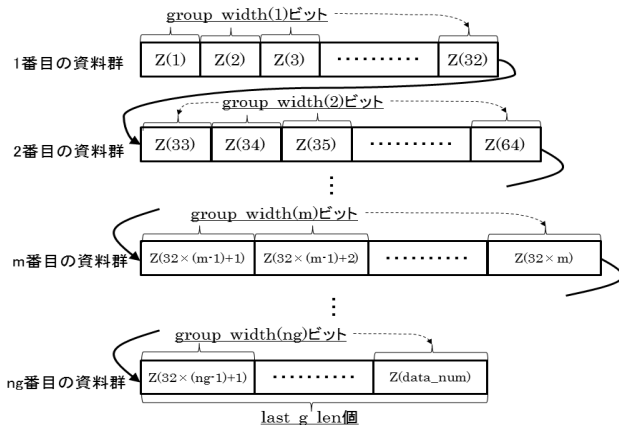 group_width(1)ビット
1番目の資料群
Z(1) Z(2) Z(3) ·········· Z(32)
group_width(2)ビット
2番目の資料群
Z(33) Z(34) Z(35) ·········· Z(64)
⋮
group_width(m)ビット
m番目の資料群
Z(32×(m-1)+1) Z(32×(m-1)+2) ·········· Z(32×m)
⋮
group_width(ng)ビット
ng番目の資料群
Z(32×(ng-1)+1) ·········· Z(data_num)
last_g_len個